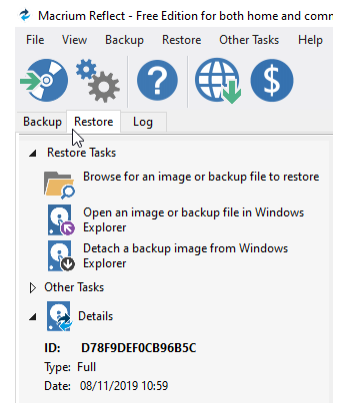 Macrium Reflect - Free Edition for both home and comm
File View Backup Restore Other Tasks Help
?
$
Backup Restore Log
Restore Tasks
Browse for an image or backup file to restore
Open an image or backup file in Windows
Explorer
Detach a backup image from Windows
Explorer
Other Tasks
Details
ID: D78F9DEF0CB96B5C
Type: Full
Date: 08/11/2019 10:59